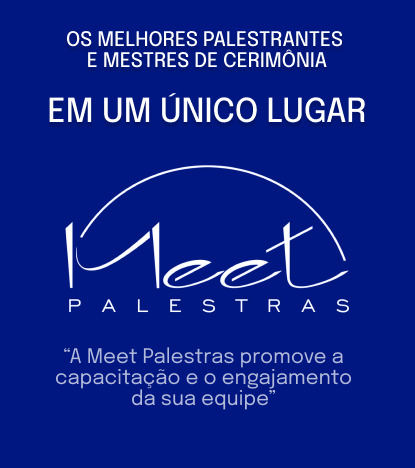 OS MELHORES PALESTRANTES
E MESTRES DE CERIMÔNIA
EM UM ÚNICO LUGAR
Meet
PALESTRAS
“A Meet Palestras promove a
capacitação e o engajamento
da sua equipe”